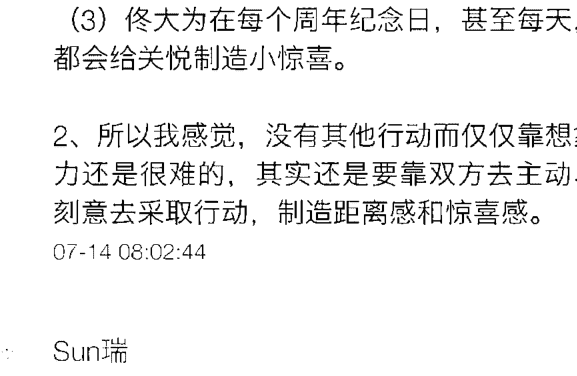 （3）佟大为在每个周年纪念日，甚至每天，
都会给关悦制造小惊喜。
2、所以我感觉，没有其他行动而仅仅靠想
力还是很难的，其实还是要靠双方去主动、
刻意去采取行动，制造距离感和惊喜感。
07-14 08:02:44
Sun瑞